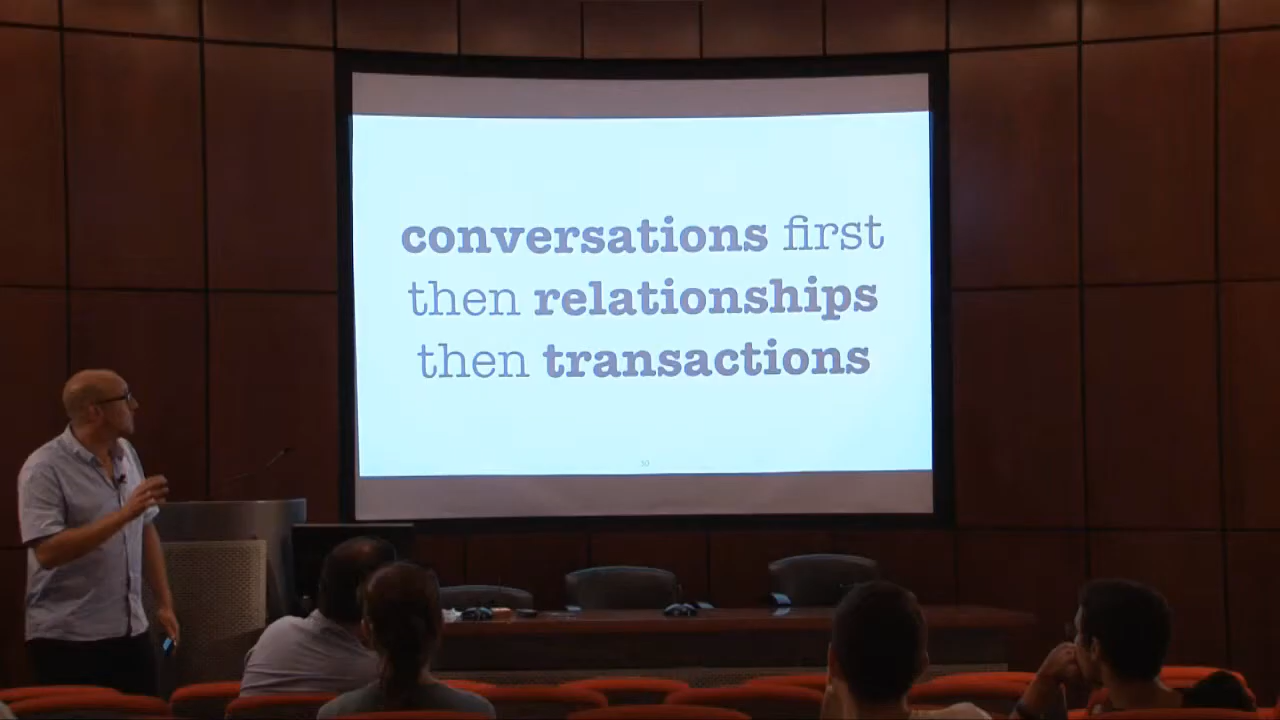 conversations first
then relationships
then transactions